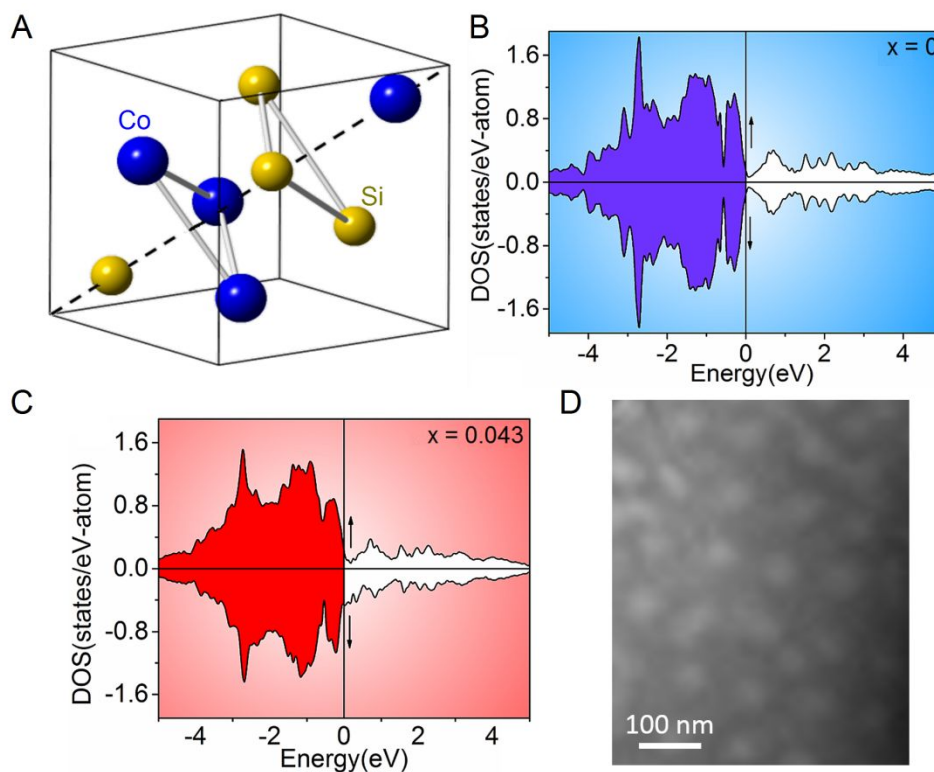 A
Co
Si
B
x = 0
DOS(states/eV-atom)
1.6
0.8
0.0
-0.8
-1.6
-4
-2
0
2
4
Energy(eV)
C
x = 0.043
DOS(states/eV-atom)
1.6
0.8
0.0
-0.8
-1.6
-4
-2
0
2
4
Energy(eV)
D
100 nm